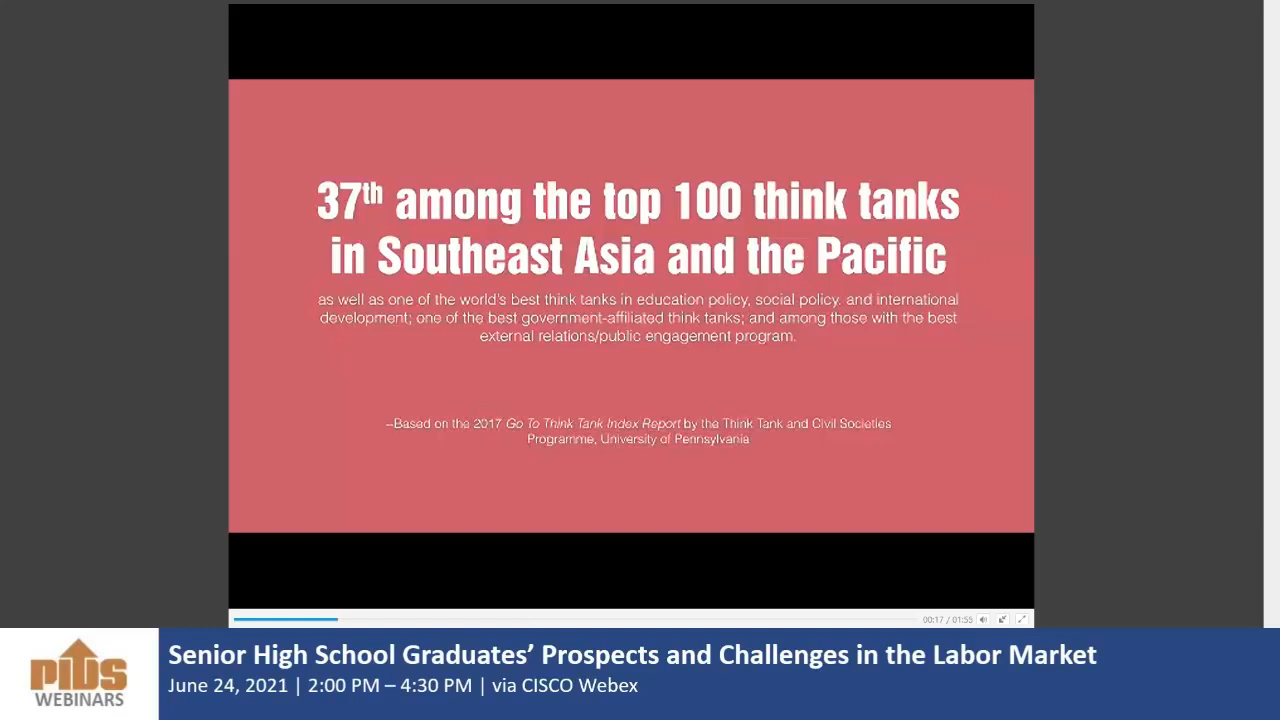 37th among the top 100 think tanks
in Southeast Asia and the Pacific
as well as one of the world's best think tanks in education policy, social policy, and international
development; one of the best government-affiliated think tanks; and among those with the best
external relations/public engagement program.
–Based on the 2017 Go To Think Tank Index Report by the Think Tank and Civil Societies
Programme, University of Pennsylvania
00:17 / 01:55
PIDS
WEBINARS
Senior High School Graduates' Prospects and Challenges in the Labor Market
June 24, 2021 | 2:00 PM – 4:30 PM | via CISCO Webex